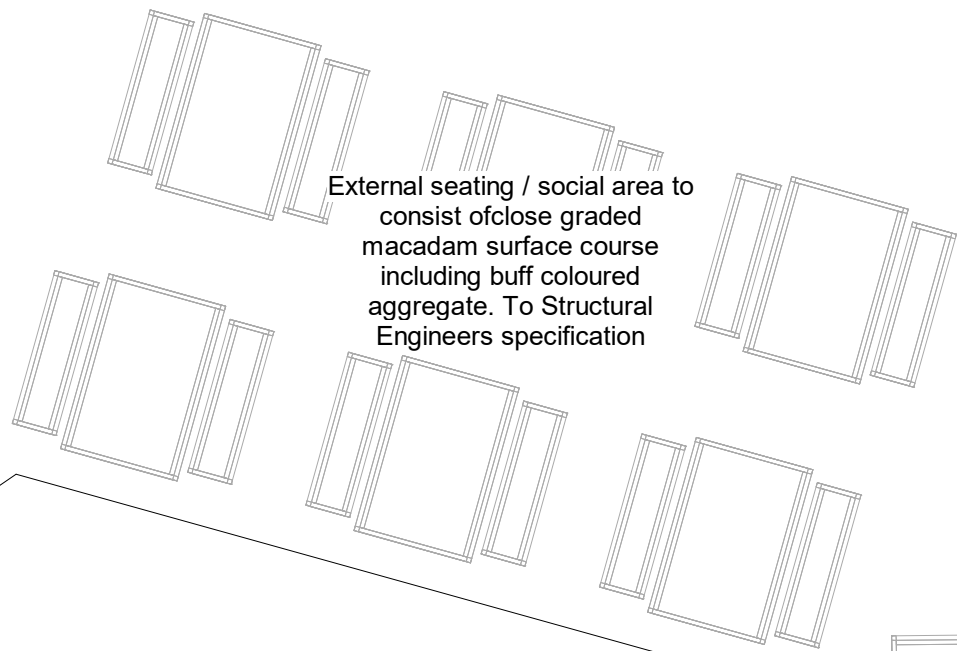 External seating / social area to
consist ofclose graded
macadam surface course
including buff coloured
aggregate. To Structural
Engineers specification